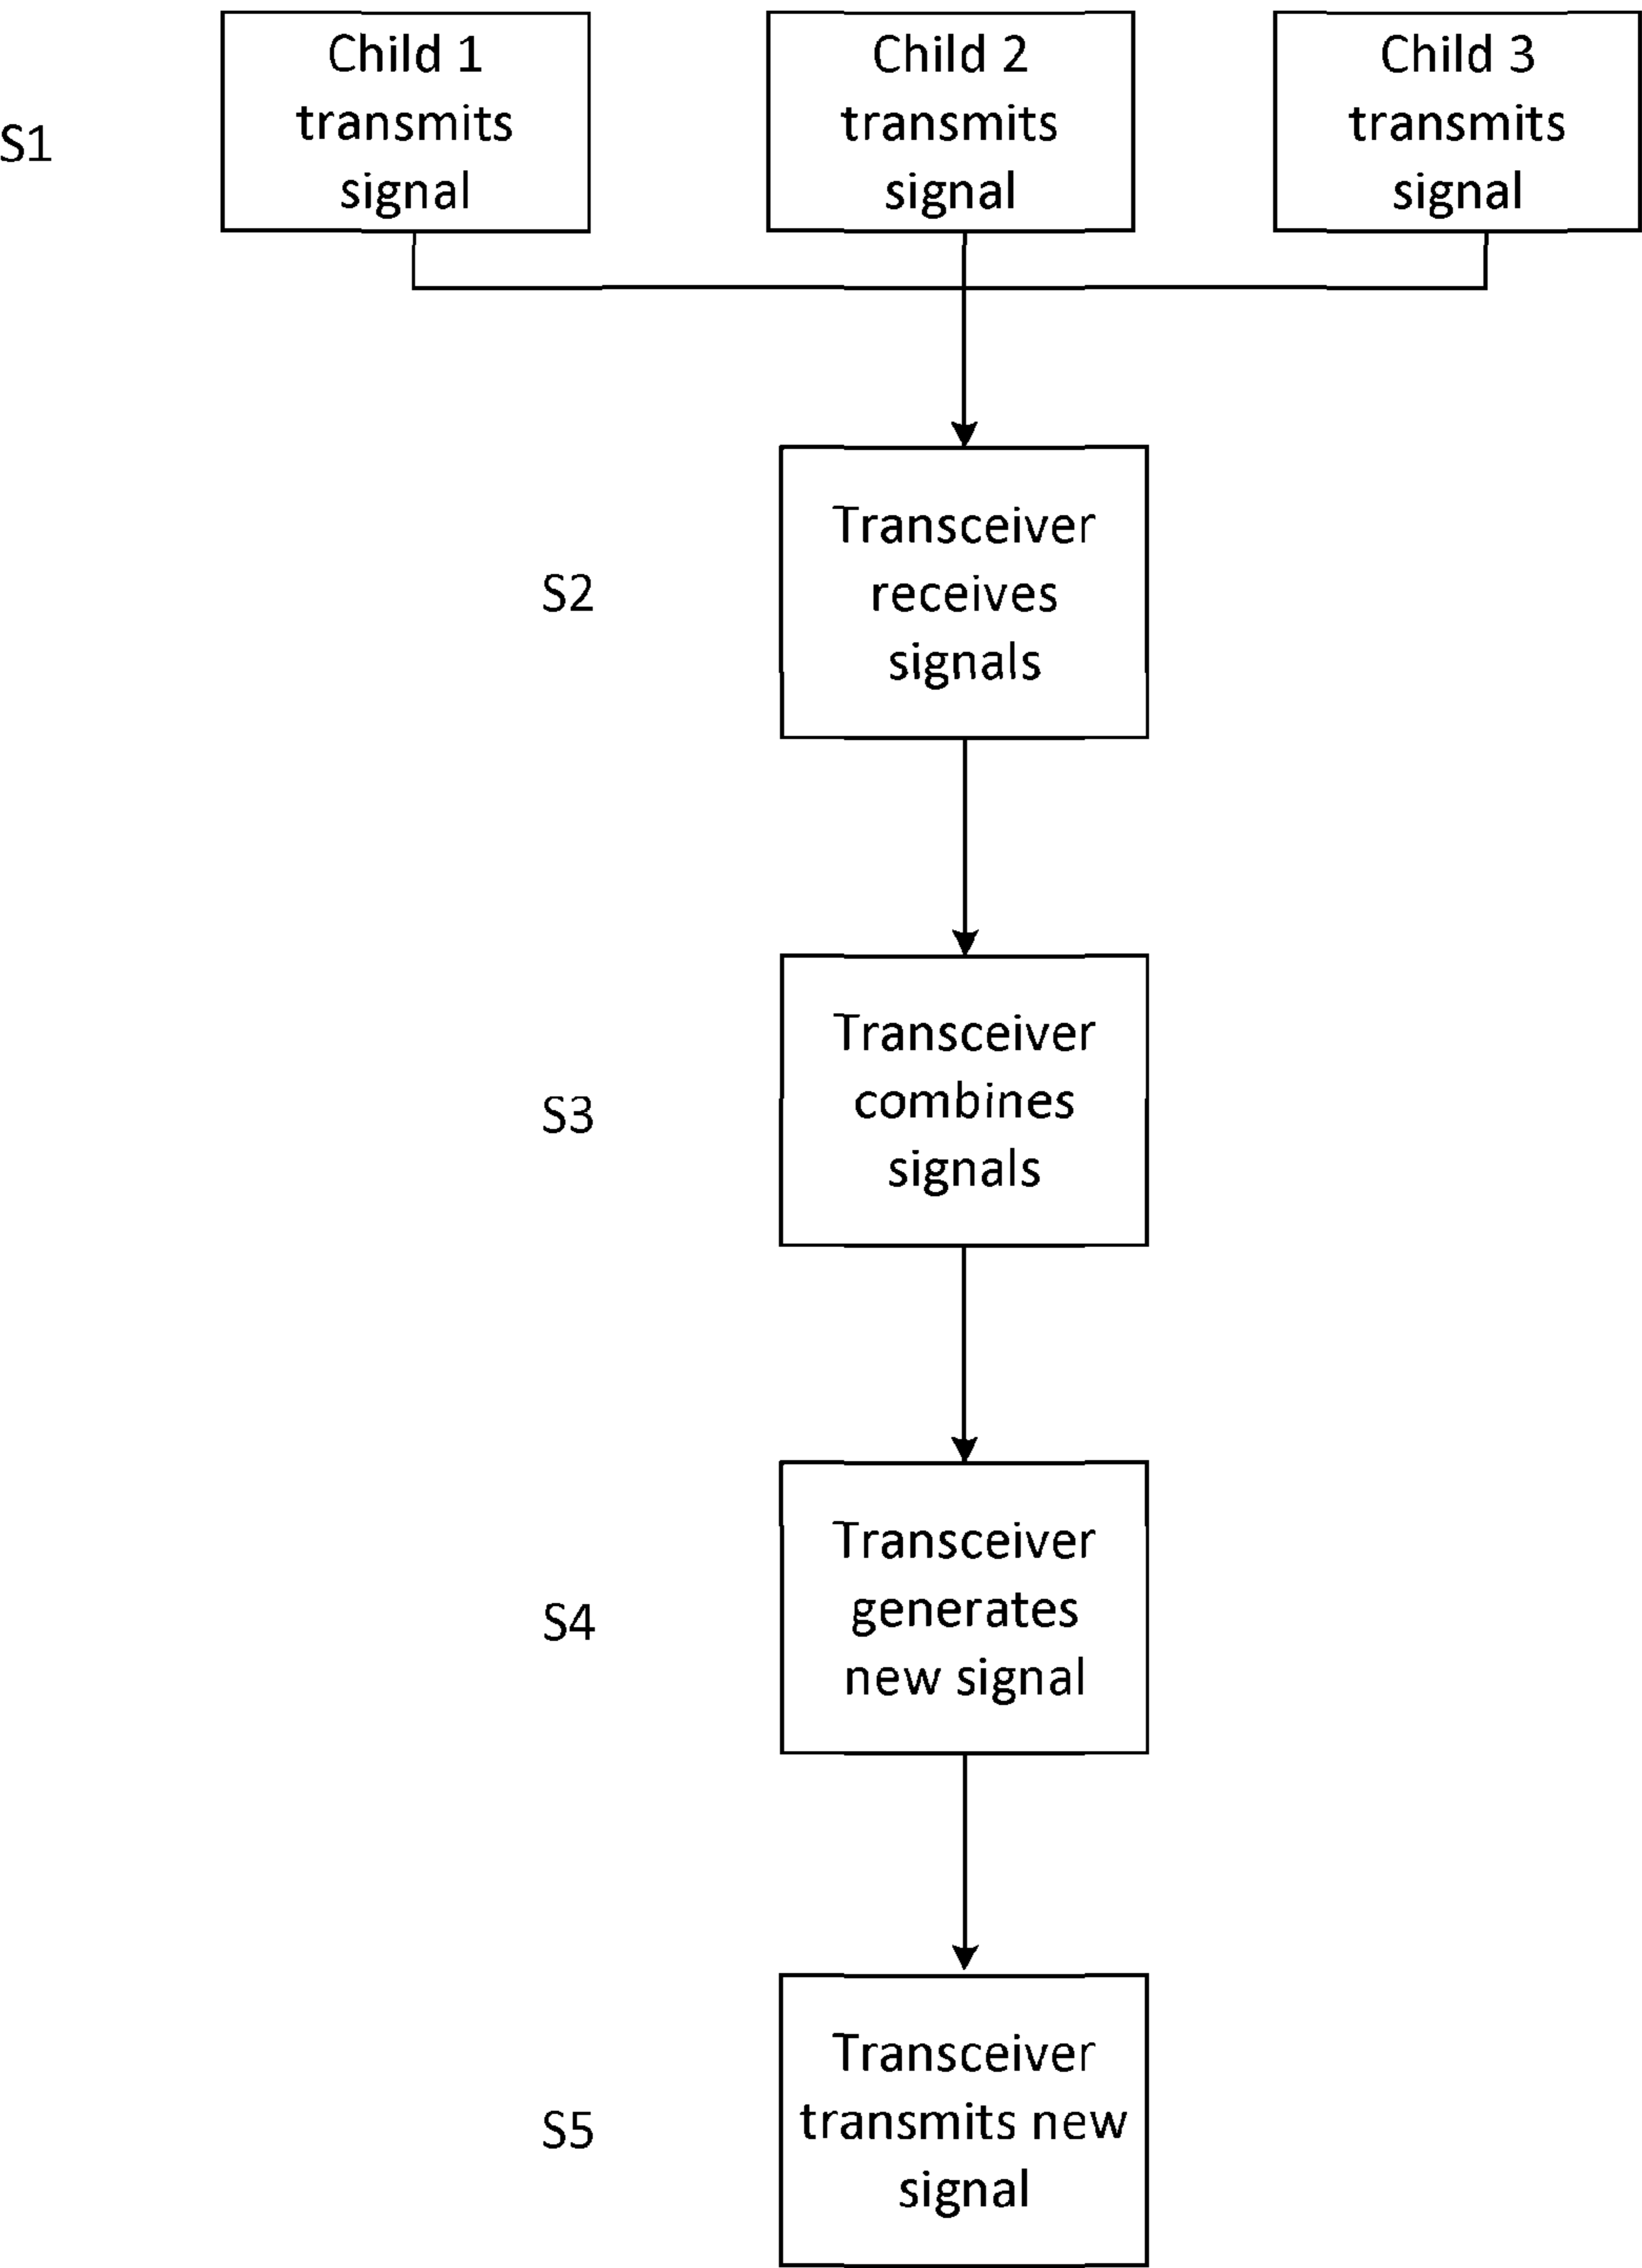 Child 1
transmits
signal
Child 2
transmits
signal
Child 3
transmits
signal
S1
Transceiver
receives
signals
S2
Transceiver
combines
signals
S3
Transceiver
generates
new signal
S4
Transceiver
transmits new
signal
S5